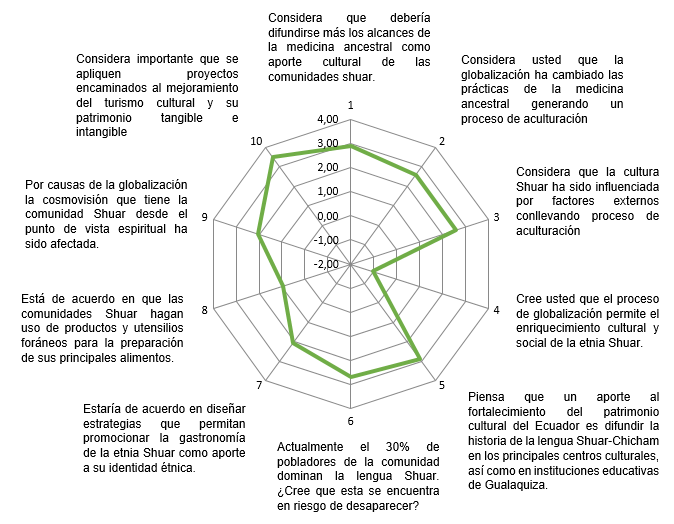 Considera que debería
difundirse más los alcances de
la medicina ancestral como
aporte cultural de las
comunidades shuar.
Considera importante que se
apliquen proyectos
encaminados al mejoramiento
del turismo cultural y su
patrimonio tangible e
intangible
Considera usted que la
globalización ha cambiado las
prácticas de la medicina
ancestral generando un
proceso de aculturación
1
4,00
3,00
2,00
1,00
0,00
-1,00
-2,00
10
2
Por causas de la globalización
la cosmovisión que tiene la
comunidad Shuar desde el
punto de vista espiritual ha
sido afectada.
9
3
Considera que la cultura
Shuar ha sido influenciada
por factores externos
conllevando proceso de
aculturación
Está de acuerdo en que las
comunidades Shuar hagan
uso de productos y utensilios
foráneos para la preparación
de sus principales alimentos.
8
4
Cree usted que el proceso
de globalización permite el
enriquecimiento cultural y
social de la etnia Shuar.
7
5
6
Estaría de acuerdo en diseñar
estrategias que permitan
promocionar la gastronomía
de la etnia Shuar como aporte
a su identidad étnica.
Actualmente el 30% de
pobladores de la comunidad
dominan la lengua Shuar.
¿Cree que esta se encuentra
en riesgo de desaparecer?
Piensa que un aporte al
fortalecimiento del patrimonio
cultural del Ecuador es difundir la
historia de la lengua Shuar-Chicham
en los principales centros culturales,
así como en instituciones educativas
de Gualaquiza.